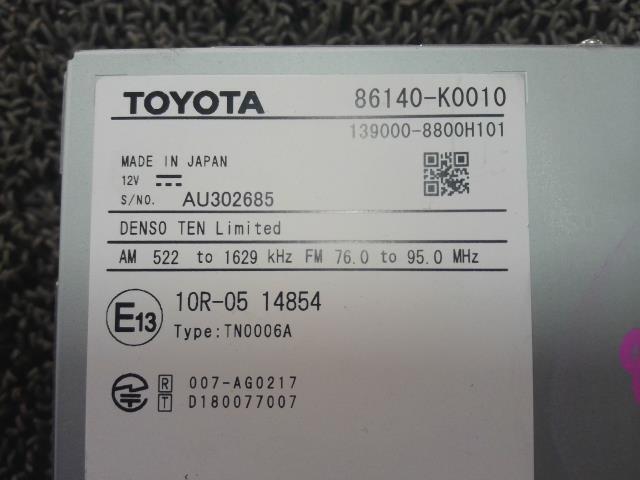 TOYOTA 86140-K0010
139000-8800H101
MADE IN JAPAN
12V
S/NO. AU302685
DENSO TEN Limited
AM 522 to 1629 kHz FM 76.0 to 95.0 MHz
E13 10R-05 14854
Type:TN0006A
R 007-AG0217
T D180077007